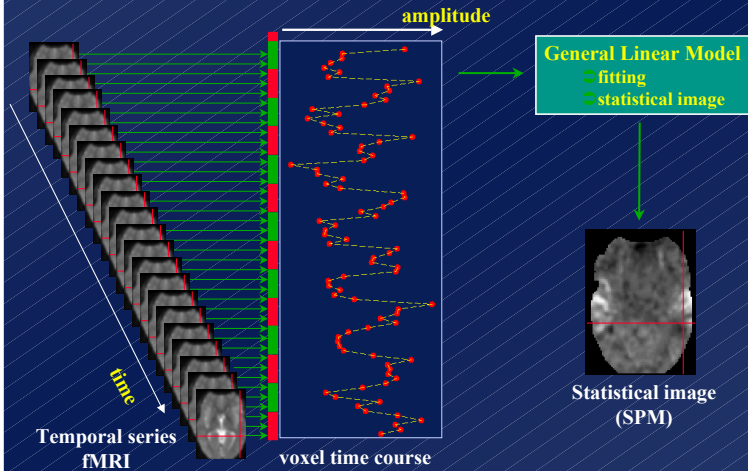 amplitude
General Linear Model
fitting
statistical image
time
Temporal series
fMRI
voxel time course
Statistical image
(SPM)